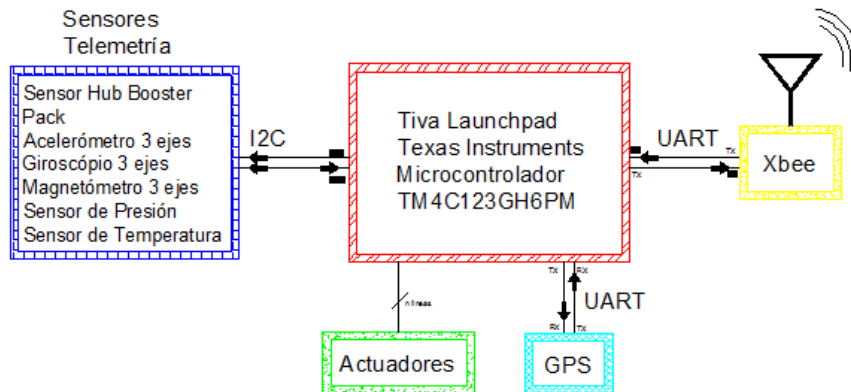 Sensores
Telemetría
Sensor Hub Booster
Pack
Acelerómetro 3 ejes
Giroscópio 3 ejes
Magnetómetro 3 ejes
Sensor de Presión
Sensor de Temperatura
I2C
Tiva Launchpad
Texas Instruments
Microcontrolador
TM4C123GH6PM
UART
TX
TX
Xbee
TX RX
n líneas
UART
RX TX
Actuadores
GPS